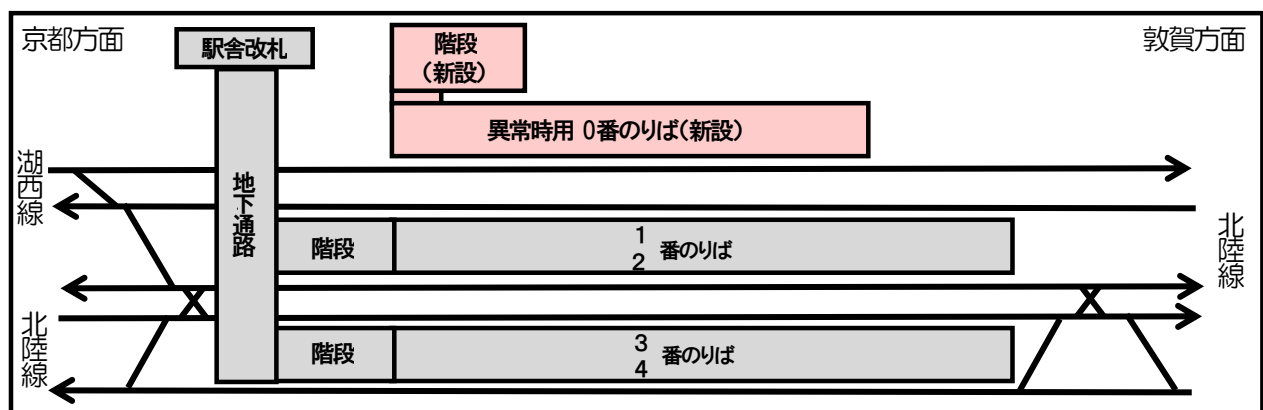 京都方面
駅舎改札
階段
(新設)
敦賀方面
異常時用 0番のりば(新設)
湖西線
地下通路
階段
1
2
番のりば
北陸線
北陸線
階段
3
4
番のりば